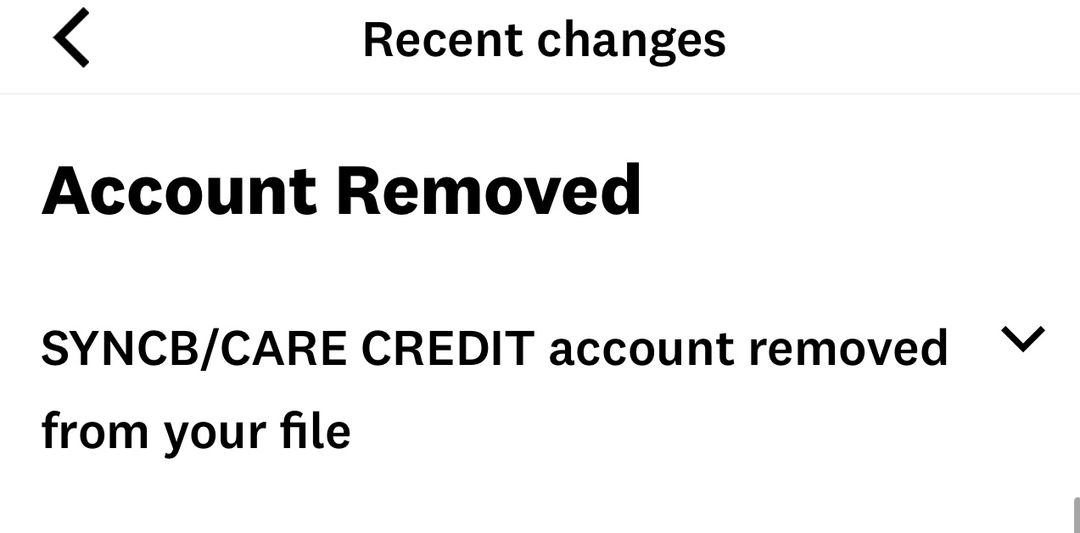 Recent changes
Account Removed
SYNCB/CARE CREDIT account removed
from your file